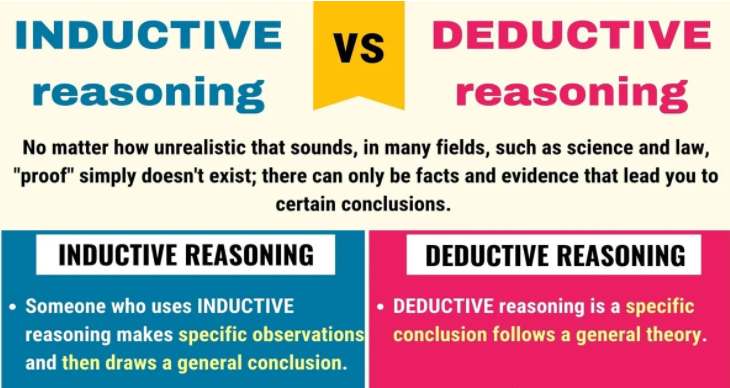 INDUCTIVE
reasoning
VS
DEDUCTIVE
reasoning
No matter how unrealistic that sounds, in many fields, such as science and law,
"proof" simply doesn't exist; there can only be facts and evidence that lead you to
certain conclusions.
INDUCTIVE REASONING
• Someone who uses INDUCTIVE
reasoning makes specific observations
and then draws a general conclusion.
DEDUCTIVE REASONING
• DEDUCTIVE reasoning is a specific
conclusion follows a general theory.